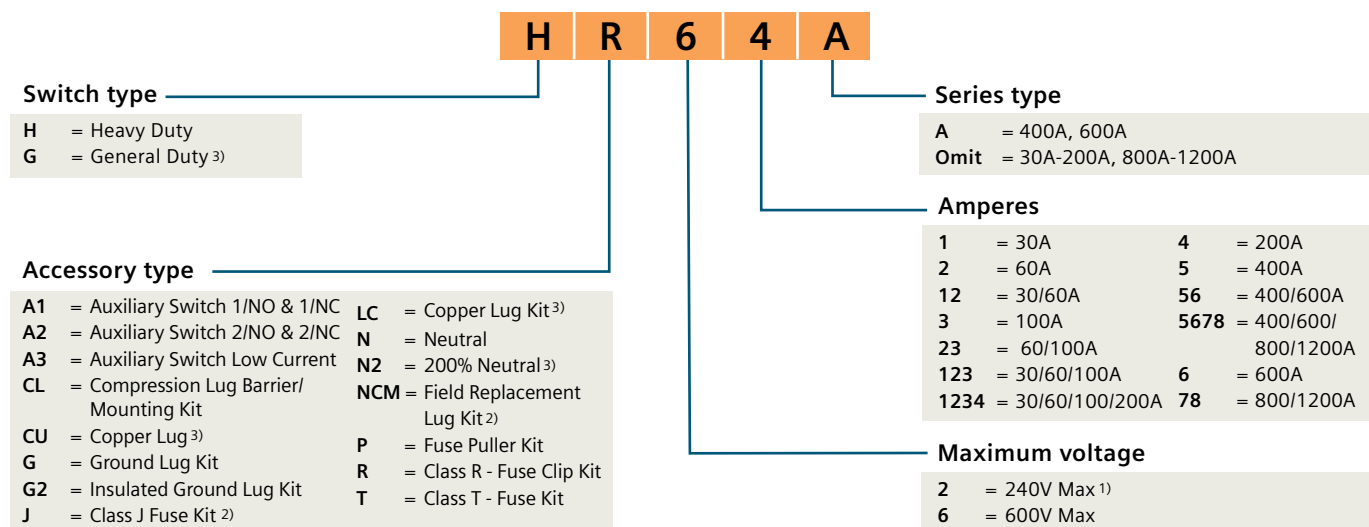 H R 6 4 A
Switch type
H = Heavy Duty
G = General Duty 3)
Accessory type
A1 = Auxiliary Switch 1/NO & 1/NC
A2 = Auxiliary Switch 2/NO & 2/NC
A3 = Auxiliary Switch Low Current
CL = Compression Lug Barrier/
Mounting Kit
CU = Copper Lug 3)
G = Ground Lug Kit
G2 = Insulated Ground Lug Kit
J = Class J Fuse Kit 2)
LC = Copper Lug Kit 3)
N = Neutral
N2 = 200% Neutral 3)
NCM = Field Replacement
Lug Kit 2)
P = Fuse Puller Kit
R = Class R - Fuse Clip Kit
T = Class T - Fuse Kit
Series type
A = 400A, 600A
Omit = 30A-200A, 800A-1200A
Amperes
1 = 30A
2 = 60A
12 = 30/60A
3 = 100A
23 = 60/100A
123 = 30/60/100A
1234 = 30/60/100/200A
4 = 200A
5 = 400A
56 = 400/600A
5678 = 400/600/
800/1200A
6 = 600A
78 = 800/1200A
Maximum voltage
2 = 240V Max 1)
6 = 600V Max